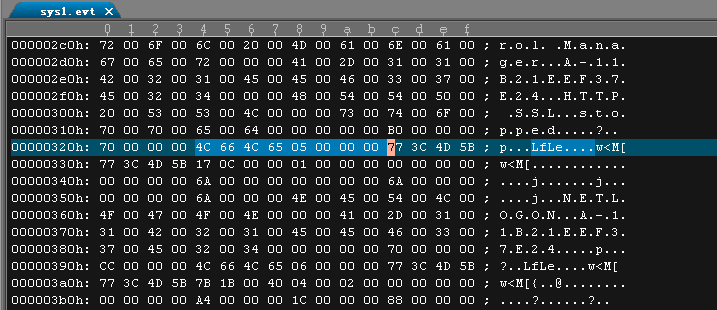 sys1.evt ×
0 1 2 3 4 5 6 7 8 9 a b c d e f
000002c0h: 72 00 6F 00 6C 00 20 00 4D 00 61 00 6E 00 61 00 ; r.o.l. .M.a.n.a.
000002d0h: 67 00 65 00 72 00 00 00 41 00 2D 00 31 00 31 00 ; g.e.r...A.-.1.1.
000002e0h: 42 00 32 00 31 00 45 00 45 00 46 00 33 00 37 00 ; B.2.1.E.E.F.3.7.
000002f0h: 45 00 32 00 34 00 00 00 48 00 54 00 54 00 50 00 ; E.2.4...H.T.T.P.
00000300h: 20 00 53 00 53 00 4C 00 00 00 73 00 74 00 6F 00 ;  .S.S.L...s.t.o.
00000310h: 70 00 70 00 65 00 64 00 00 00 00 00 B0 00 00 00 ; p.p.e.d.....?..
00000320h: 70 00 00 00 4C 66 4C 65 05 00 00 00 77 3C 4D 5B ; p...LfLe....w<M[
00000330h: 77 3C 4D 5B 17 0C 00 00 01 00 00 00 00 00 00 00 ; w<M[............
00000340h: 00 00 00 00 6A 00 00 00 00 00 00 00 6A 00 00 00 ; ....j.......j...
00000350h: 00 00 00 00 6A 00 00 00 4E 00 45 00 54 00 4C 00 ; ....j...N.E.T.L.
00000360h: 4F 00 47 00 4F 00 4E 00 00 00 41 00 2D 00 31 00 ; O.G.O.N...A.-.1.
00000370h: 31 00 42 00 32 00 31 00 45 00 45 00 46 00 33 00 ; 1.B.2.1.E.E.F.3.
00000380h: 37 00 45 00 32 00 34 00 00 00 00 00 70 00 00 00 ; 7.E.2.4.....p...
00000390h: CC 00 00 00 4C 66 4C 65 06 00 00 00 77 3C 4D 5B ; ?..LfLe....w<M[
000003a0h: 77 3C 4D 5B 7B 1B 00 40 04 00 02 00 00 00 00 00 ; w<M[{..@........
000003b0h: 00 00 00 00 A4 00 00 00 1C 00 00 00 88 00 00 00 ; ....?......?..